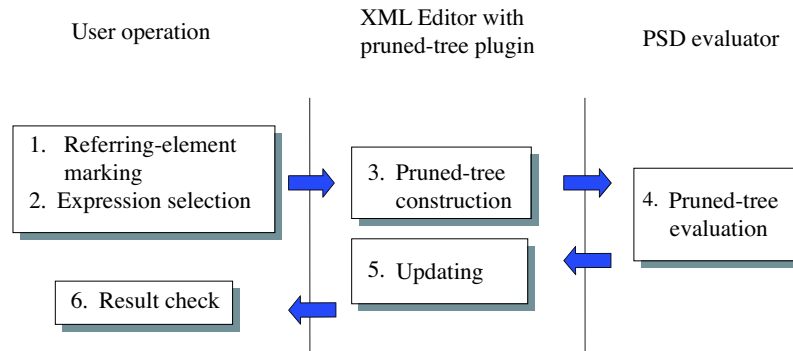 User operation
XML Editor with
pruned-tree plugin
PSD evaluator
1. Referring-element
marking
2. Expression selection
3. Pruned-tree
construction
4. Pruned-tree
evaluation
5. Updating
6. Result check